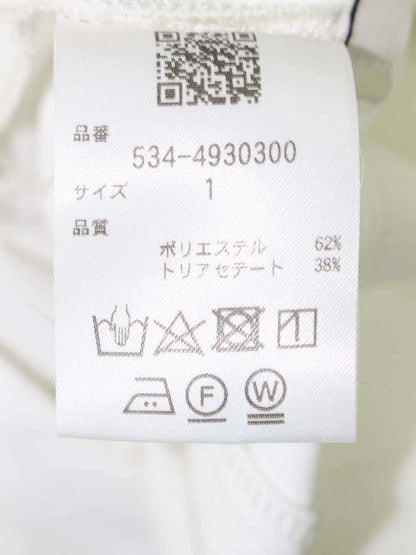 品番
534-4930300
サイズ 1
品質
ポリエステル 62%
トリアセテート 38%
F W